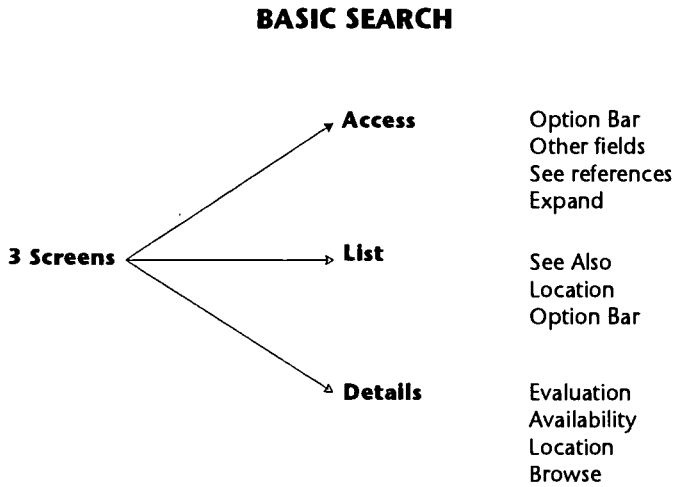 BASIC SEARCH
Access
Option Bar
Other fields
See references
Expand
3 Screens
List
See Also
Location
Option Bar
Details
Evaluation
Availability
Location
Browse